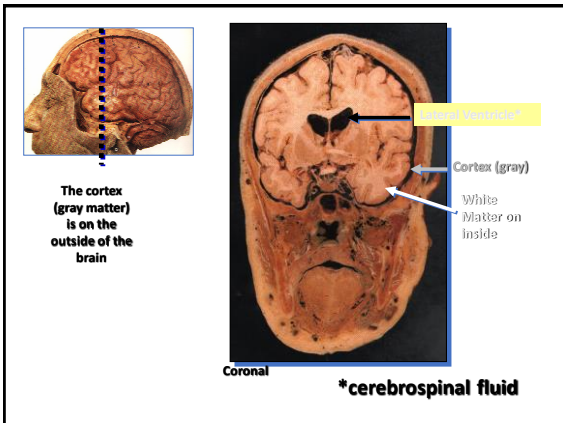 Lateral Ventricle*
Cortex (gray)
White
Matter on
inside
The cortex
(gray matter)
is on the
outside of the
brain
Coronal
*cerebrospinal fluid